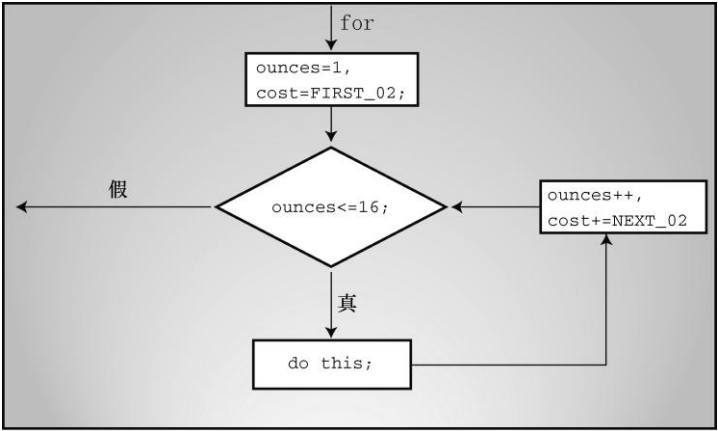 for
ounces=1,
cost=FIRST_02;
假
ounces<=16;
ounces++,
cost+=NEXT_02
真
do this;